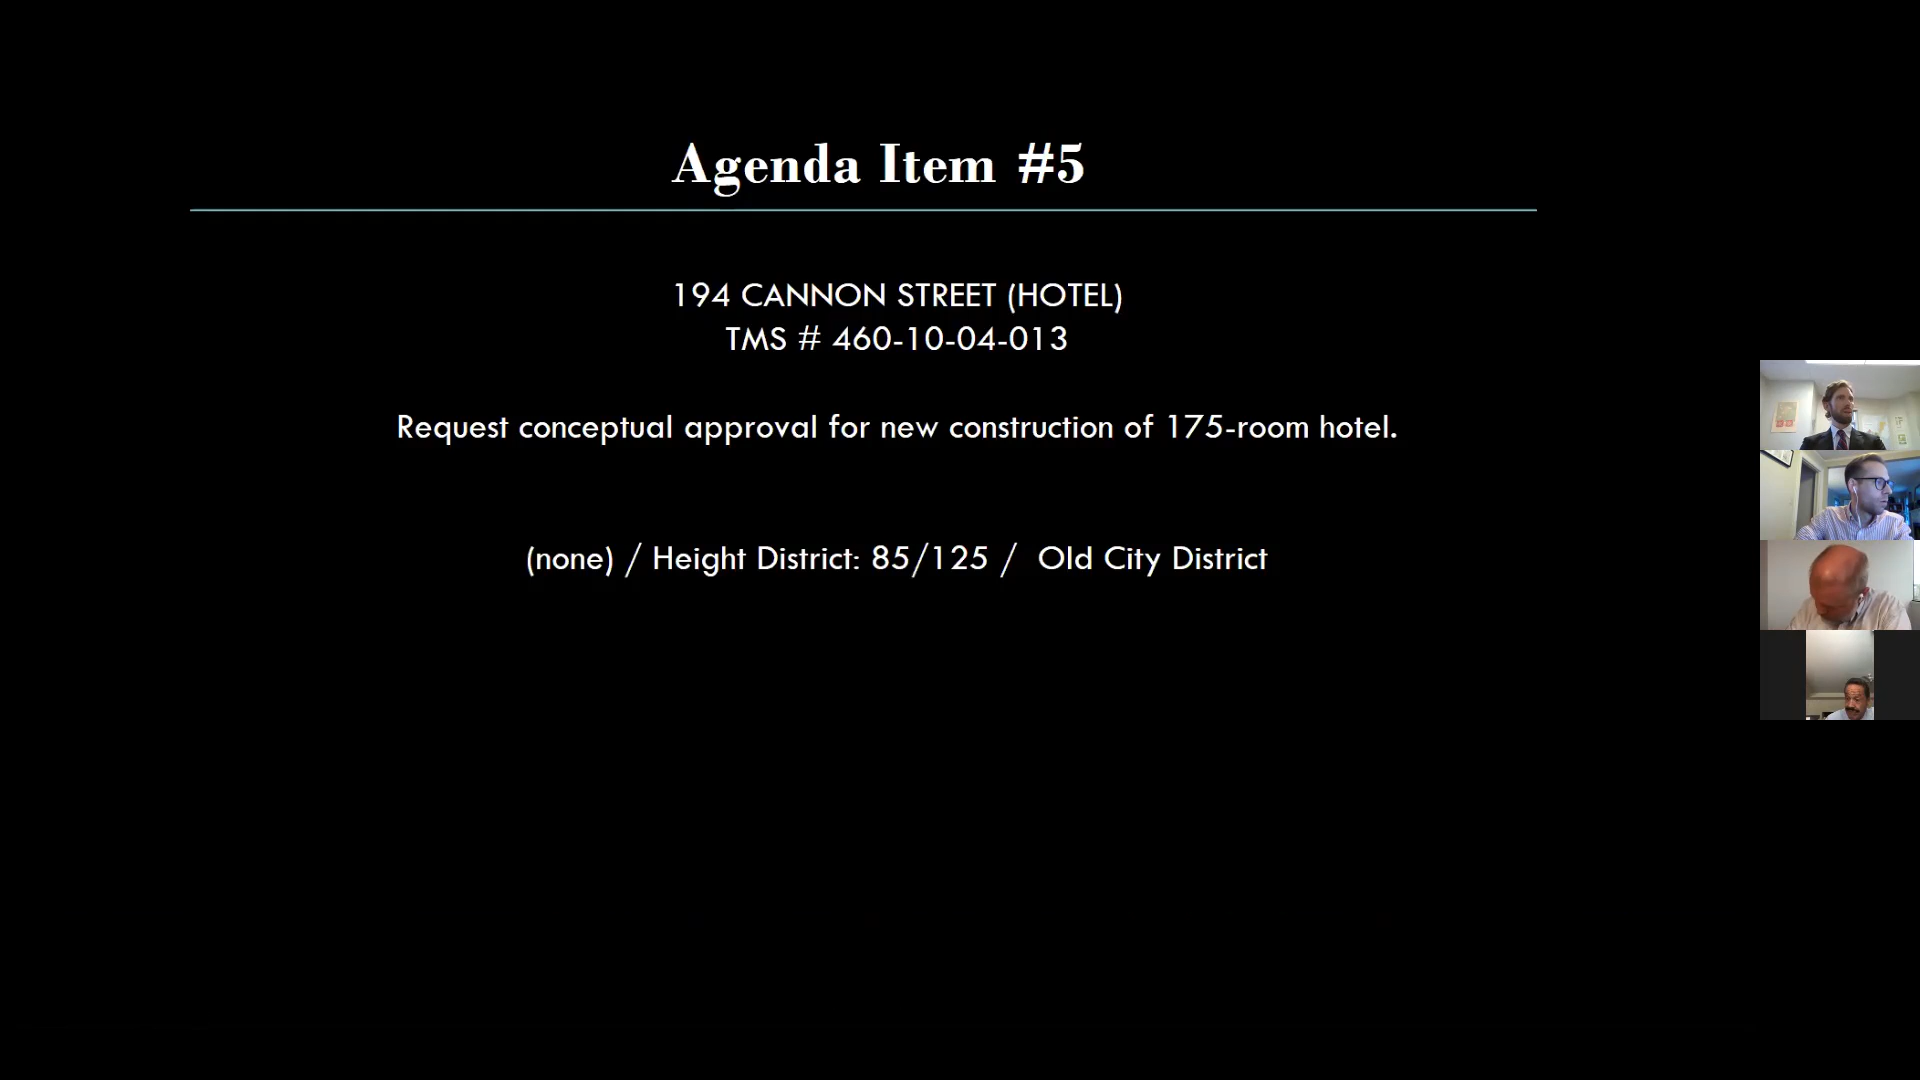 Agenda Item #5
194 CANNON STREET (HOTEL)
TMS # 460-10-04-013
Request conceptual approval for new construction of 175-room hotel.
(none) / Height District: 85/125 / Old City District